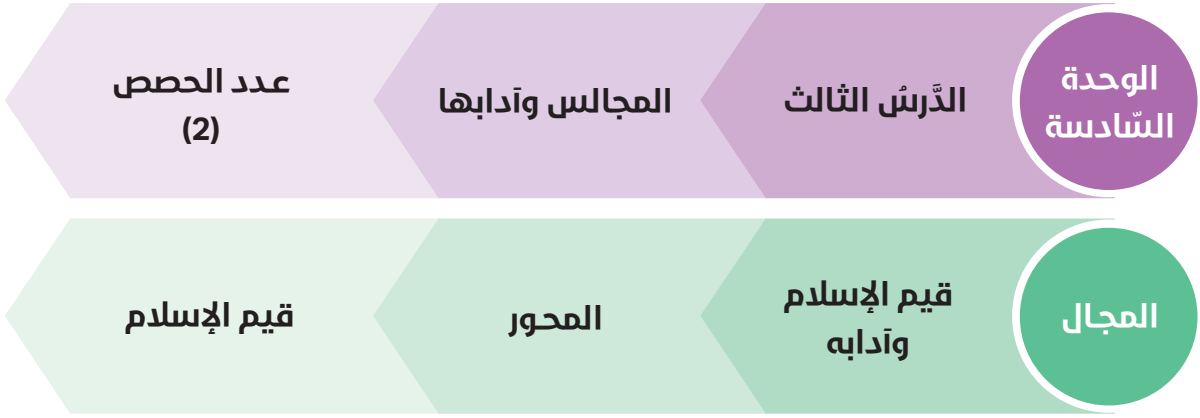 الوحدة
السّادسة
الدَّرسُ الثالث
المجالس وآدابها
عدد الحصص
(2)
المجال
قيم الإسلام
وآدابه
المحور
قيم الإسلام